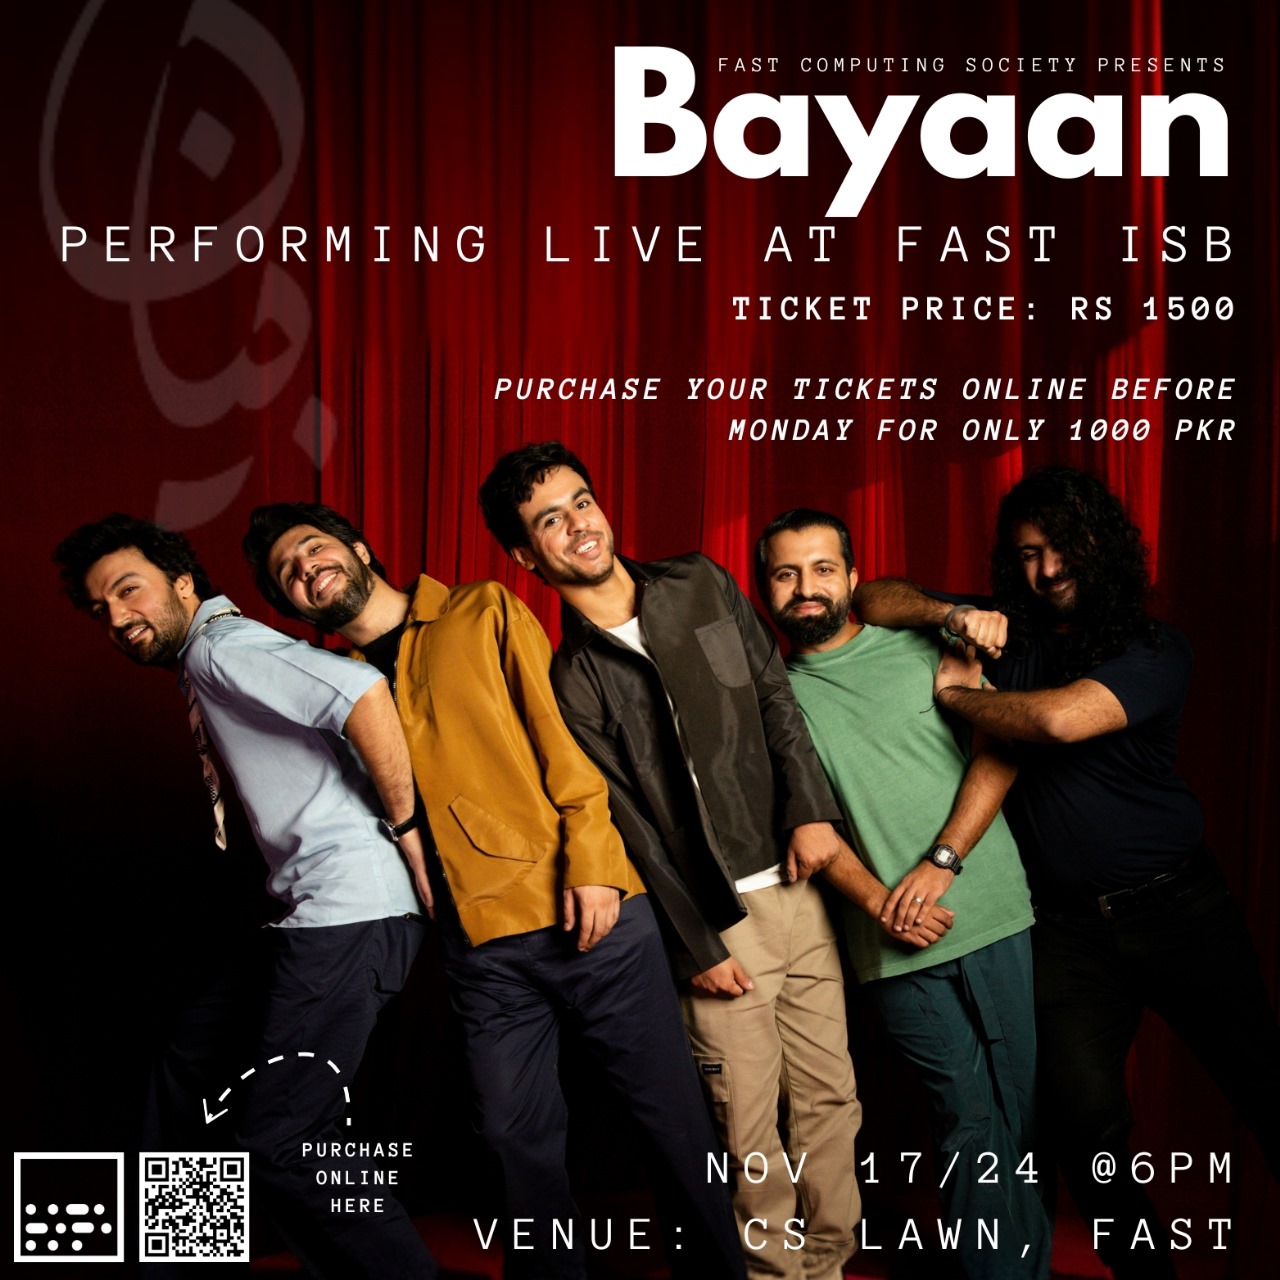 FAST COMPUTING SOCIETY PRESENTS
Bayaan
PERFORMING LIVE AT FAST ISB
TICKET PRICE: RS 1500
PURCHASE YOUR TICKETS ONLINE BEFORE
MONDAY FOR ONLY 1000 PKR
بیان
PURCHASE
ONLINE
HERE
NOV 17/24 @6PM
VENUE: CS LAWN, FAST